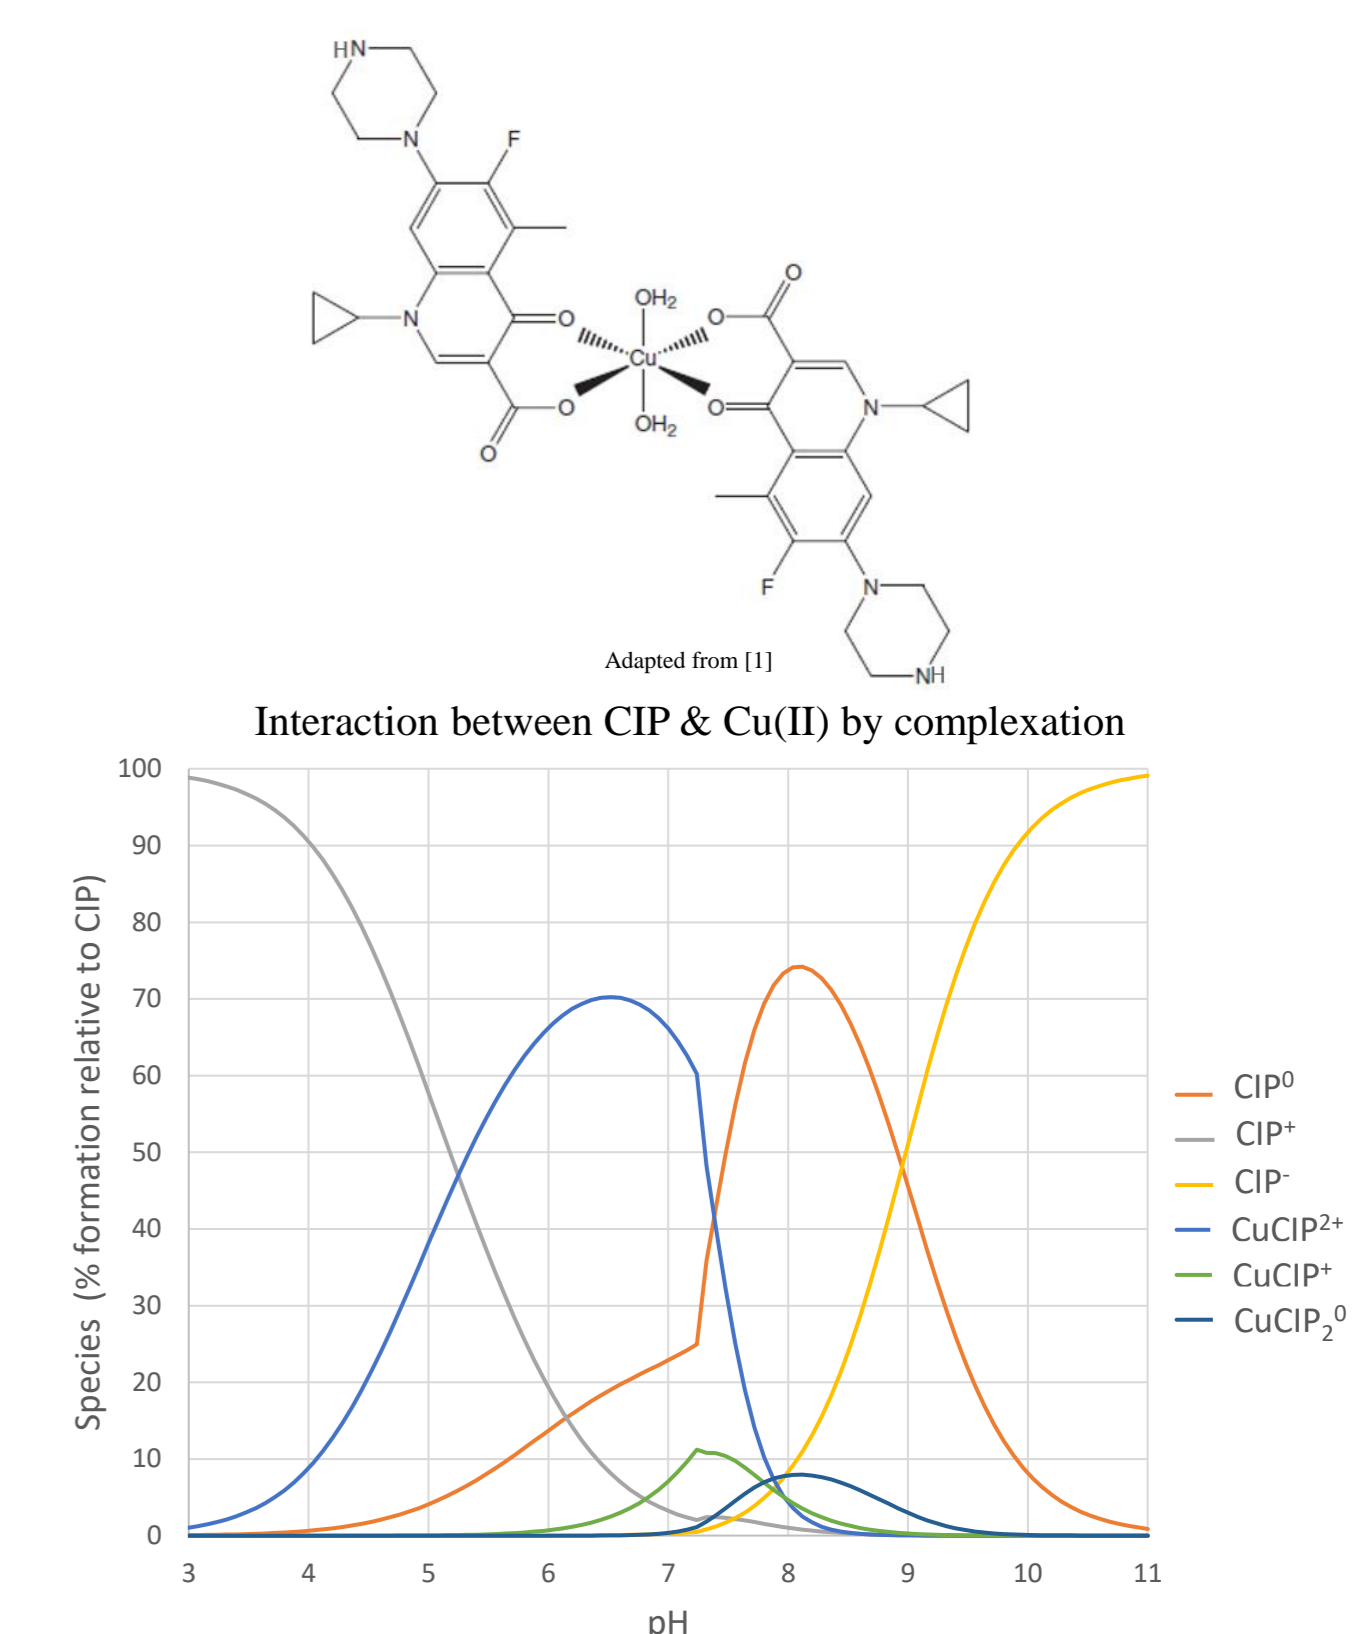 HN
N
F
N
O
O
O
Cu
OH2
OH2
O
O
O
N
F
N
NH
Adapted from [1]
Interaction between CIP & Cu(II) by complexation
Species (% formation relative to CIP)
100
90
80
70
60
50
40
30
20
10
0
3 4 5 6 7 8 9 10 11
pH
CIP⁰
CIP⁺
CIP⁻
CuCIP²⁺
CuCIP⁺
CuCIP₂⁰